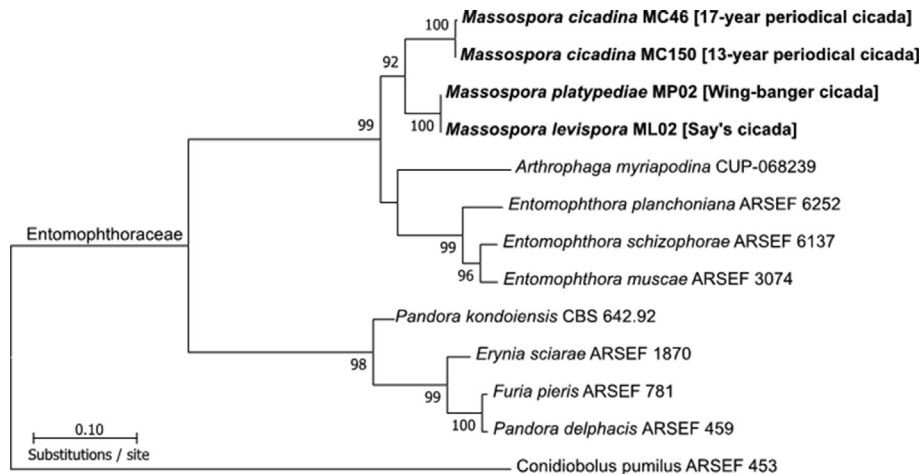 100
Massospora cicadina MC46 [17-year periodical cicada]
Massospora cicadina MC150 [13-year periodical cicada]
92
Massospora platypediae MP02 [Wing-banger cicada]
99
100
Massospora levispora ML02 [Say's cicada]
Arthrophaga myriapodina CUP-068239
Entomophthora planchoniana ARSEF 6252
Entomophthoraceae
99
Entomophthora schizophorae ARSEF 6137
96
Entomophthora muscae ARSEF 3074
Pandora kondoiensis CBS 642.92
98
Erynia sciarae ARSEF 1870
99
Furia pieris ARSEF 781
100
Pandora delphacis ARSEF 459
0.10
Substitutions / site
Conidiobolus pumilus ARSEF 453